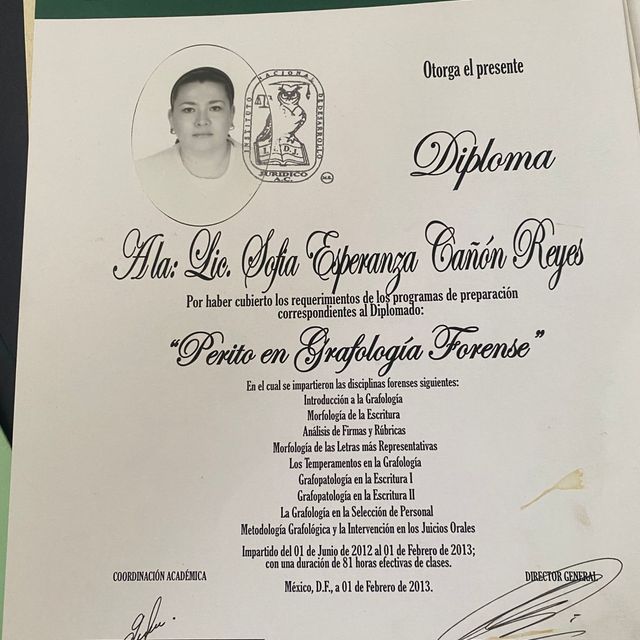 INSTITUTO NACIONAL DE DESARROLLO
I. D. J.
JURIDICO
A.C.
Otorga el presente
Diploma
A la: Lic. Sofia Esperanza Cañón Reyes
Por haber cubierto los requerimientos de los programas de preparación
correspondientes al Diplomado:
“Perito en Grafología Forense”
En el cual se impartieron las disciplinas forenses siguientes:
Introducción a la Grafología
Morfología de la Escritura
Análisis de Firmas y Rúbricas
Morfología de las Letras más Representativas
Los Temperamentos en la Grafología
Grafopatología en la Escritura I
Grafopatología en la Escritura II
La Grafología en la Selección de Personal
Metodología Grafológica y la Intervención en los Juicios Orales
Impartido del 01 de Junio de 2012 al 01 de Febrero de 2013;
con una duración de 81 horas efectivas de clases.
COORDINACIÓN ACADÉMICA
DIRECTOR GENERAL
México, D.F., a 01 de Febrero de 2013.